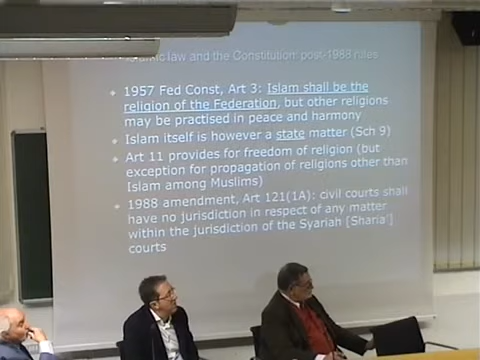 law and the Constitution: post-1988 rules
1957 Fed Const, Art 3: Islam shall be the
religion of the Federation, but other religions
may be practised in peace and harmony
Islam itself is however a state matter (Sch 9)
Art 11 provides for freedom of religion (but
exception for propagation of religions other than
Islam among Muslims)
1988 amendment, Art 121(1A): civil courts shall
have no jurisdiction in respect of any matter
within the jurisdiction of the Syariah [Sharia']
courts